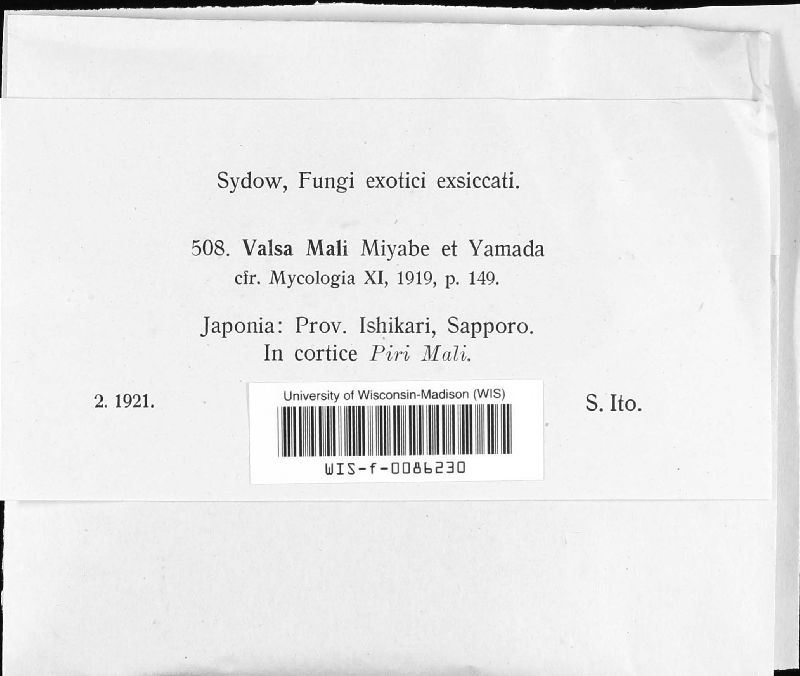 Sydow, Fungi exotici exsiccati.
508. Valsa Mali Miyabe et Yamada
cfr. Mycologia XI, 1919, p. 149.
Japonia: Prov. Ishikari, Sapporo.
In cortice Piri Mali.
2. 1921.
S. Ito.
University of Wisconsin-Madison (WIS)
WIS-f-0086230